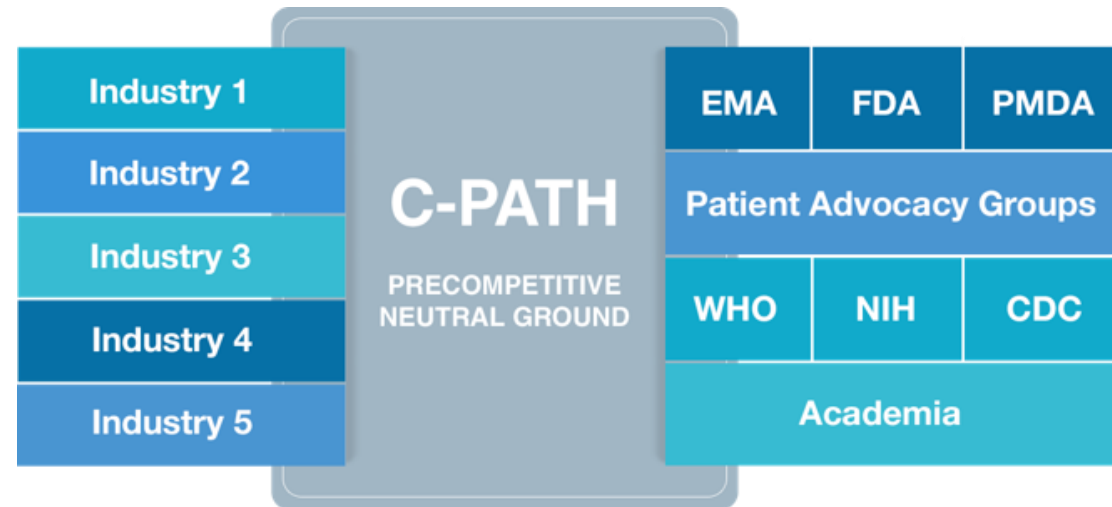 Industry 1
Industry 2
Industry 3
Industry 4
Industry 5
C-PATH
PRECOMPETITIVE
NEUTRAL GROUND
EMA FDA PMDA
Patient Advocacy Groups
WHO NIH CDC
Academia